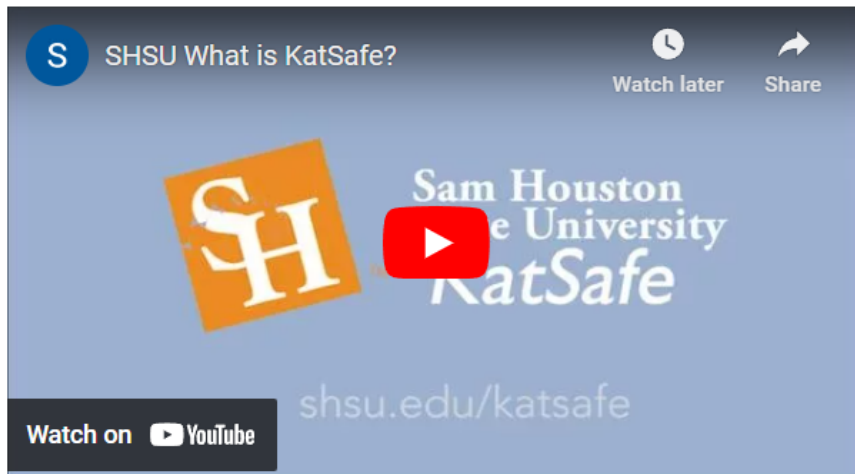 S
SHSU What is KatSafe?
Watch later
Share
SH
Sam Houston
e University
KatSafe
shsu.edu/katsafe
Watch on YouTube